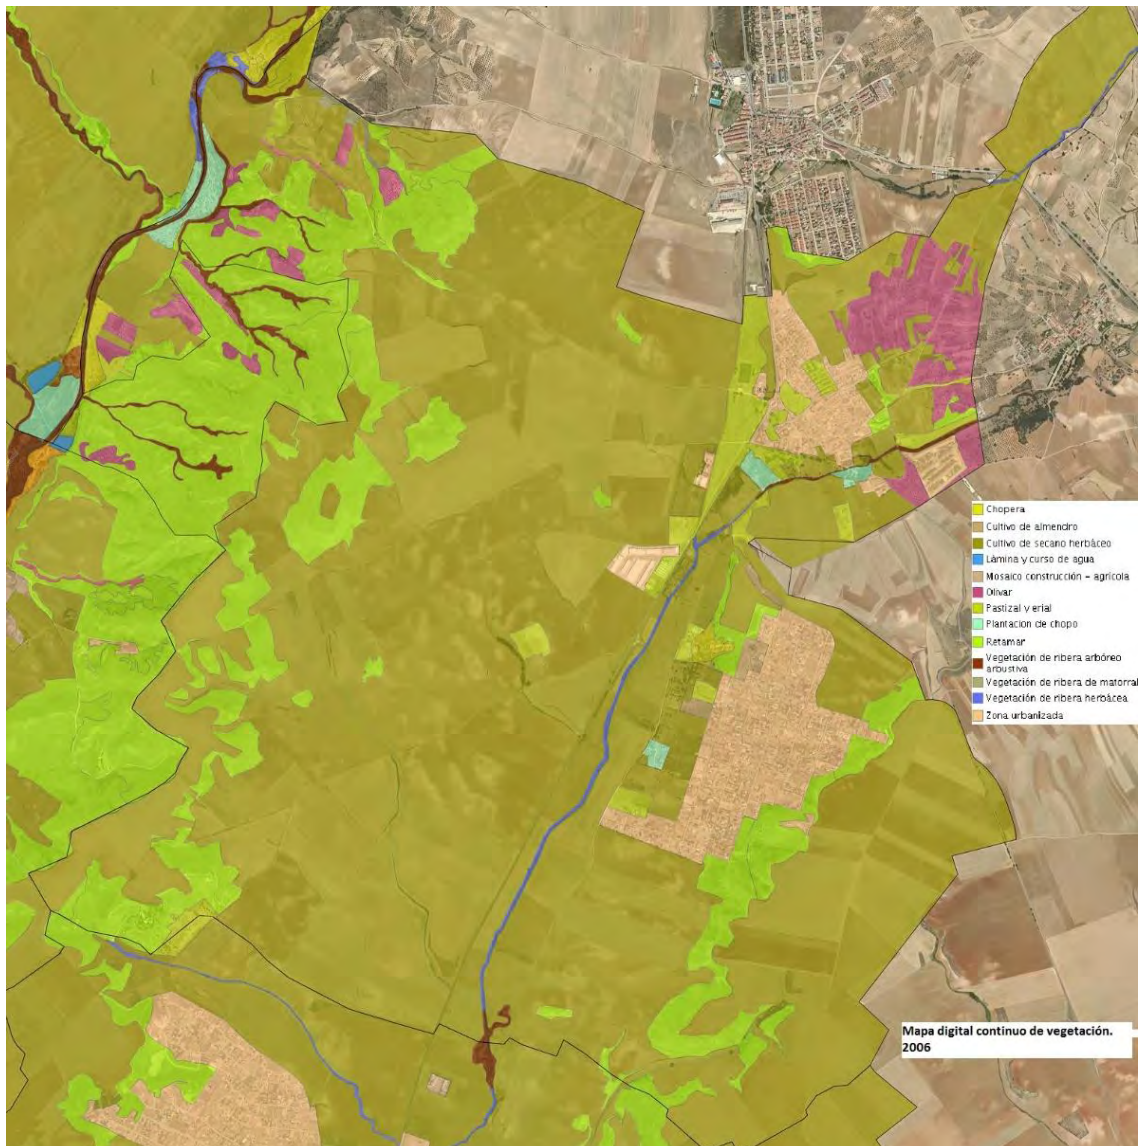 Chopera
Cultivo de almendro
Cultivo de secano herbáceo
Lámina y curso de agua
Mosaico construcción - agrícola
Olivar
Pastizal y erial
Plantacion de chopo
Retamar
Vegetación de ribera arbóreo
arbustiva
Vegetación de ribera de matorral
Vegetación de ribera herbácea
Zona urbanizada
Mapa digital continuo de vegetación.
2006